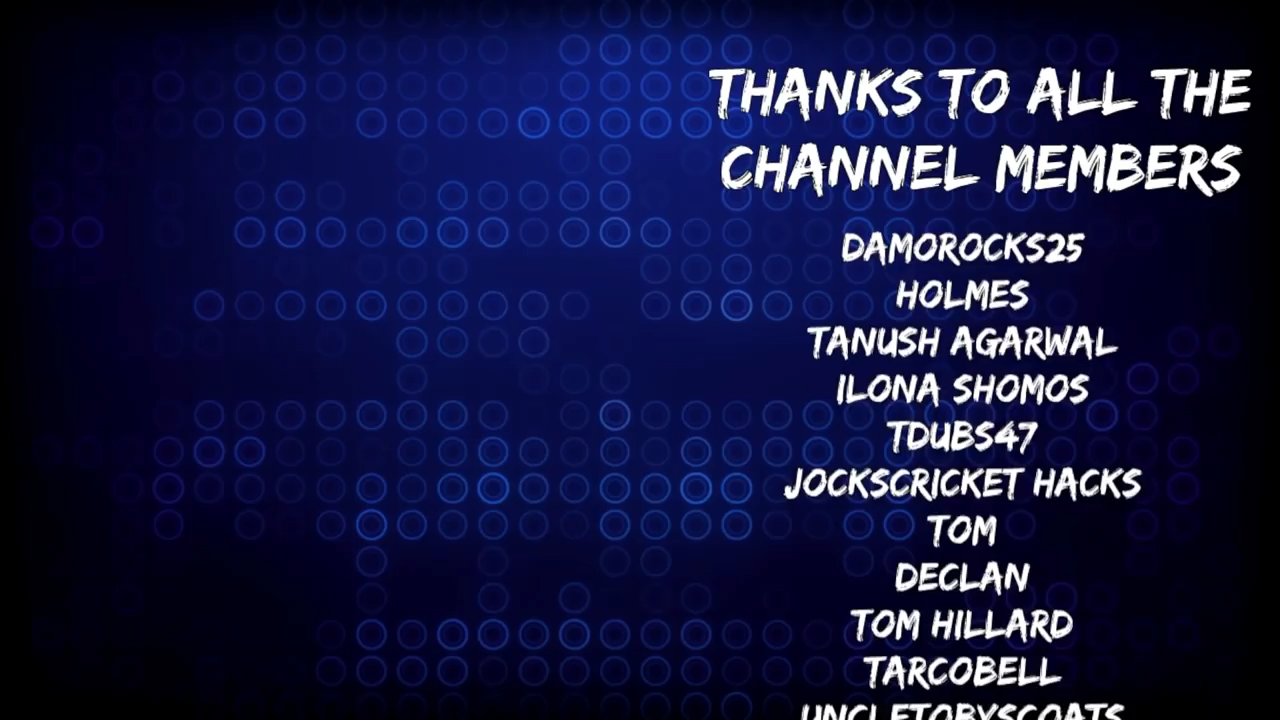 THANKS TO ALL THE
CHANNEL MEMBERS
DAMOROCKS25
HOLMES
TANUSH AGARWAL
ILONA SHOMOS
TDUBS47
JOCKSCRICKET HACKS
TOM
DECLAN
TOM HILLARD
TARCOBELL
UNCLETOBYSCOATS